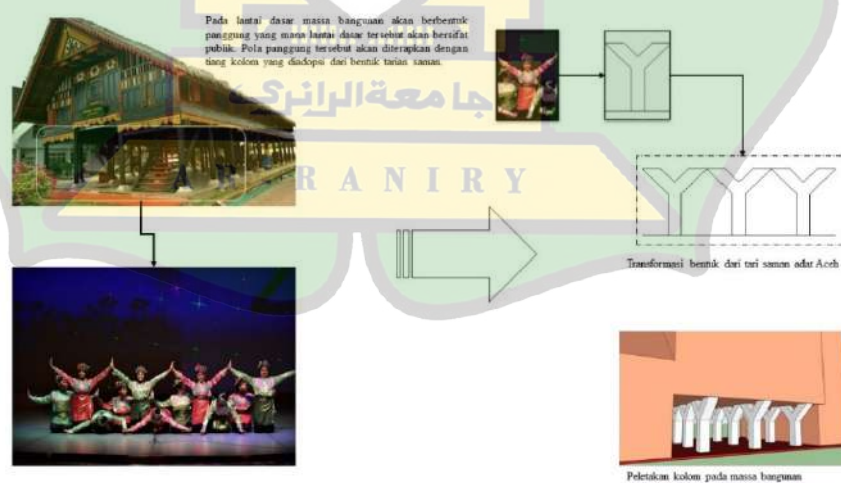 Pada lantai dasar massa bangunan akan berbentuk
panggung yang mana lantai dasar tersebut akan bersifat
publik. Pola panggung tersebut akan diterapkan dengan
tiang kolom yang diadopsi dari bentuk tarian saman.
جامعة الرانري
R A N I R Y
Transformasi bentuk dari tari saman adat Aceh
Peletakan kolom pada massa bangunan